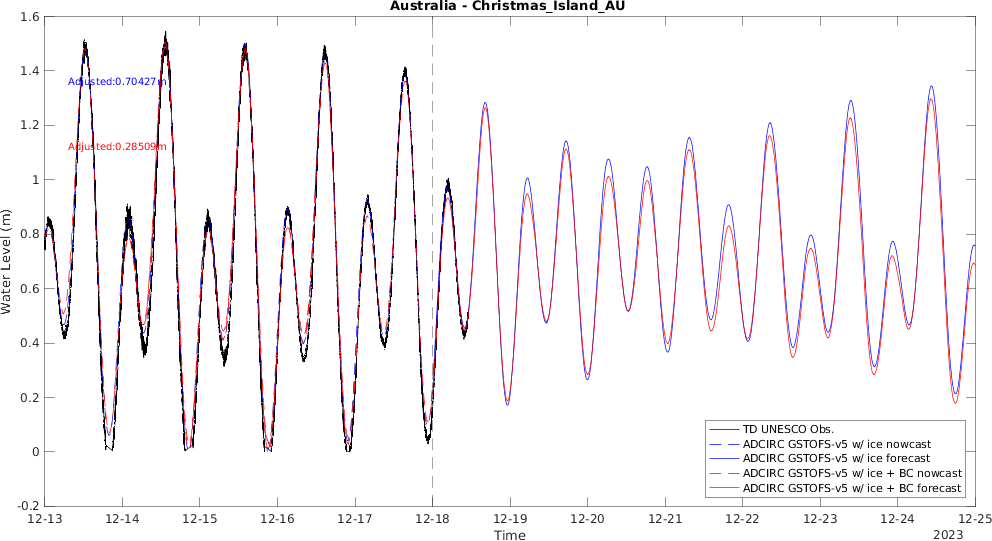 Australia - Christmas_Island_AU
1.6
1.4
1.2
1
0.8
0.6
0.4
0.2
0
-0.2
Water Level (m)
Adjusted:0.70427m
Adjusted:0.28509m
TD UNESCO Obs.
ADCIRC GSTOFS-v5 w/ ice nowcast
ADCIRC GSTOFS-v5 w/ ice forecast
ADCIRC GSTOFS-v5 w/ ice + BC nowcast
ADCIRC GSTOFS-v5 w/ ice + BC forecast
12-13 12-14 12-15 12-16 12-17 12-18 12-19 12-20 12-21 12-22 12-23 12-24 12-25
Time
2023